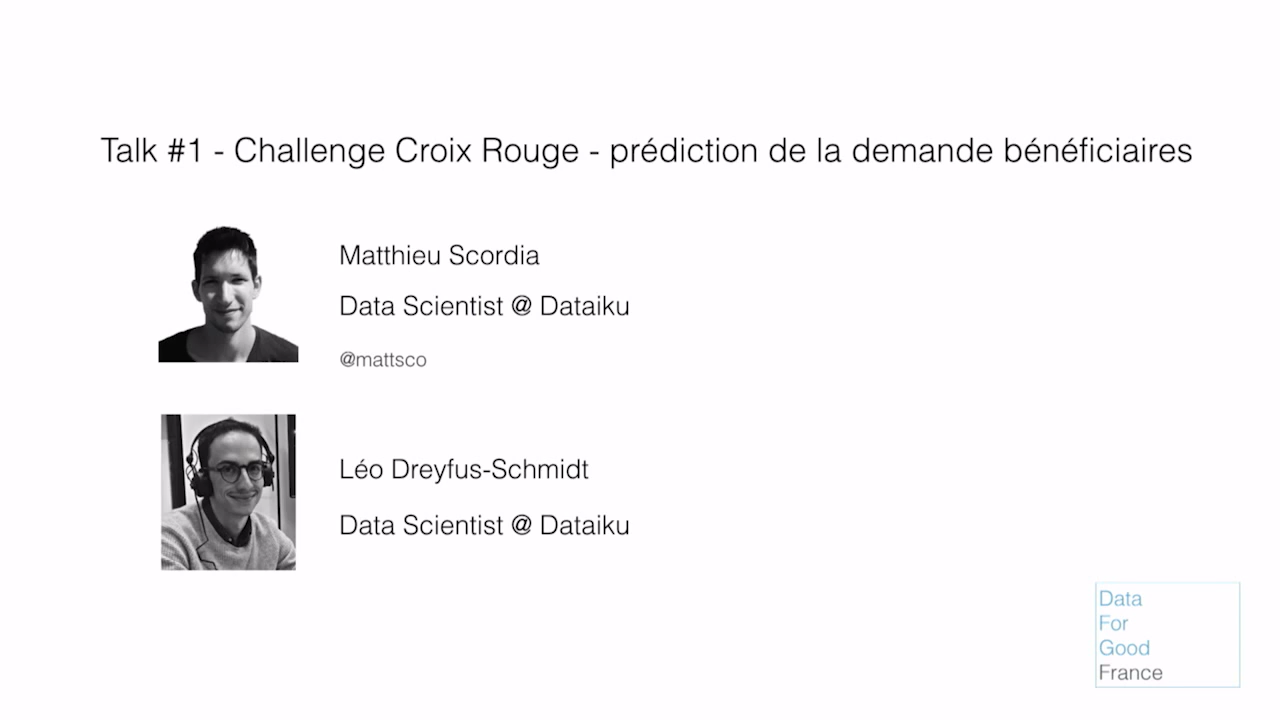 Talk #1 - Challenge Croix Rouge - prédiction de la demande bénéficiaires
Matthieu Scordia
Data Scientist @ Dataiku
@mattsco
Léo Dreyfus-Schmidt
Data Scientist @ Dataiku
Data
For
Good
France